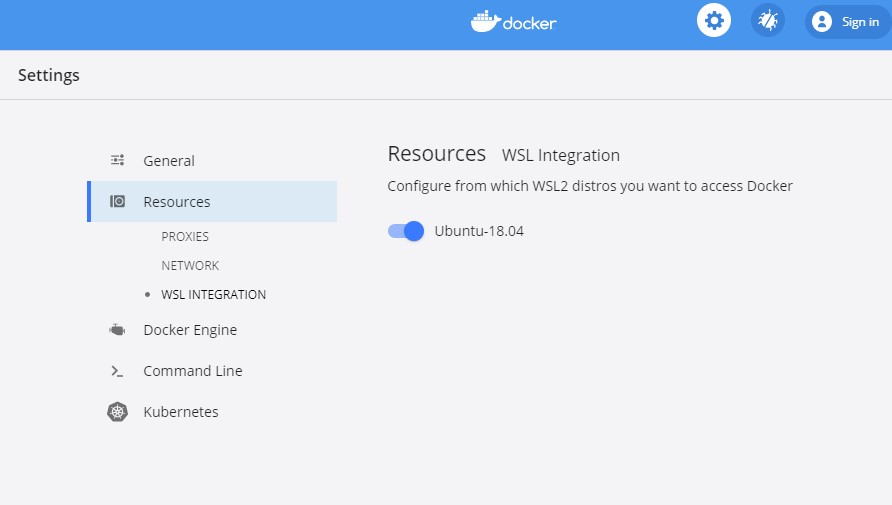 docker
Sign in
Settings
General
Resources
PROXIES
NETWORK
WSL INTEGRATION
Docker Engine
Command Line
Kubernetes
Resources WSL Integration
Configure from which WSL2 distros you want to access Docker
Ubuntu-18.04